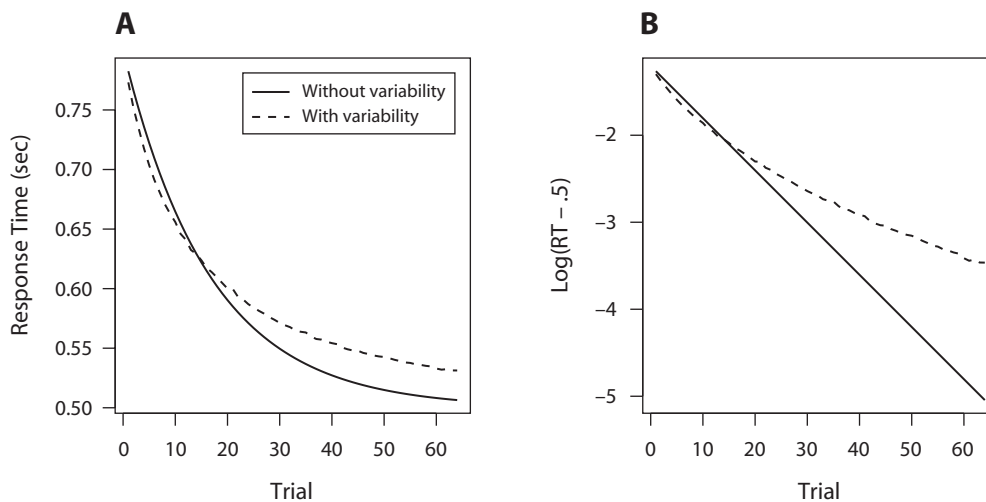 A
Response Time (sec)
0.75
0.70
0.65
0.60
0.55
0.50
Without variability
With variability
0 10 20 30 40 50 60
Trial
B
Log(RT – .5)
–2
–3
–4
–5
0 10 20 30 40 50 60
Trial